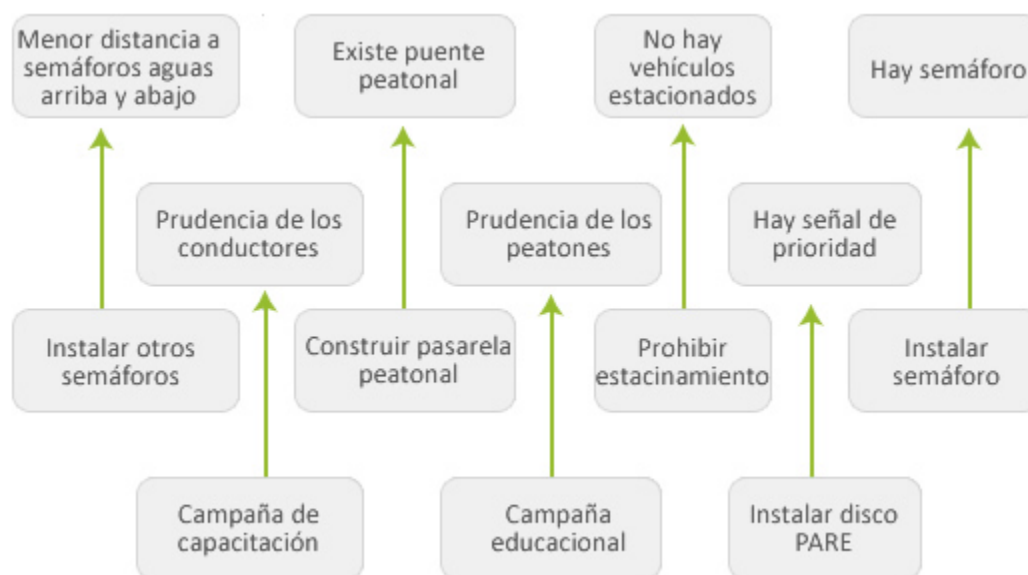 Menor distancia a
semáforos aguas
arriba y abajo
Existe puente
peatonal
No hay
vehículos
estacionados
Hay semáforo
Prudencia de los
conductores
Prudencia de los
peatones
Hay señal de
prioridad
Instalar otros
semáforos
Construir pasarela
peatonal
Prohibir
estacinamiento
Instalar
semáforo
Campaña de
capacitación
Campaña
educacional
Instalar disco
PARE